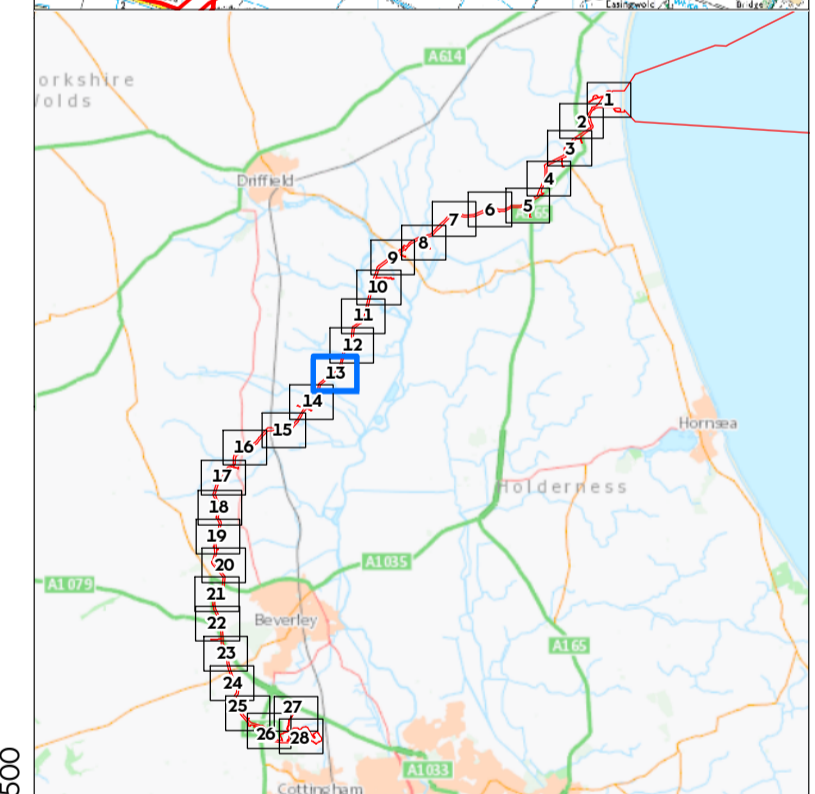 Easingwold
Bridge
A614
orkshire
Wolds
1
2
3
Driffield
4
5
A165
6
7
8
9
10
11
12
13
14
Hornsea
15
16
17
Holderness
18
19
A1035
20
A1079
21
Beverley
22
A165
23
24
25
27
26
28
500
A1033
Cottingham